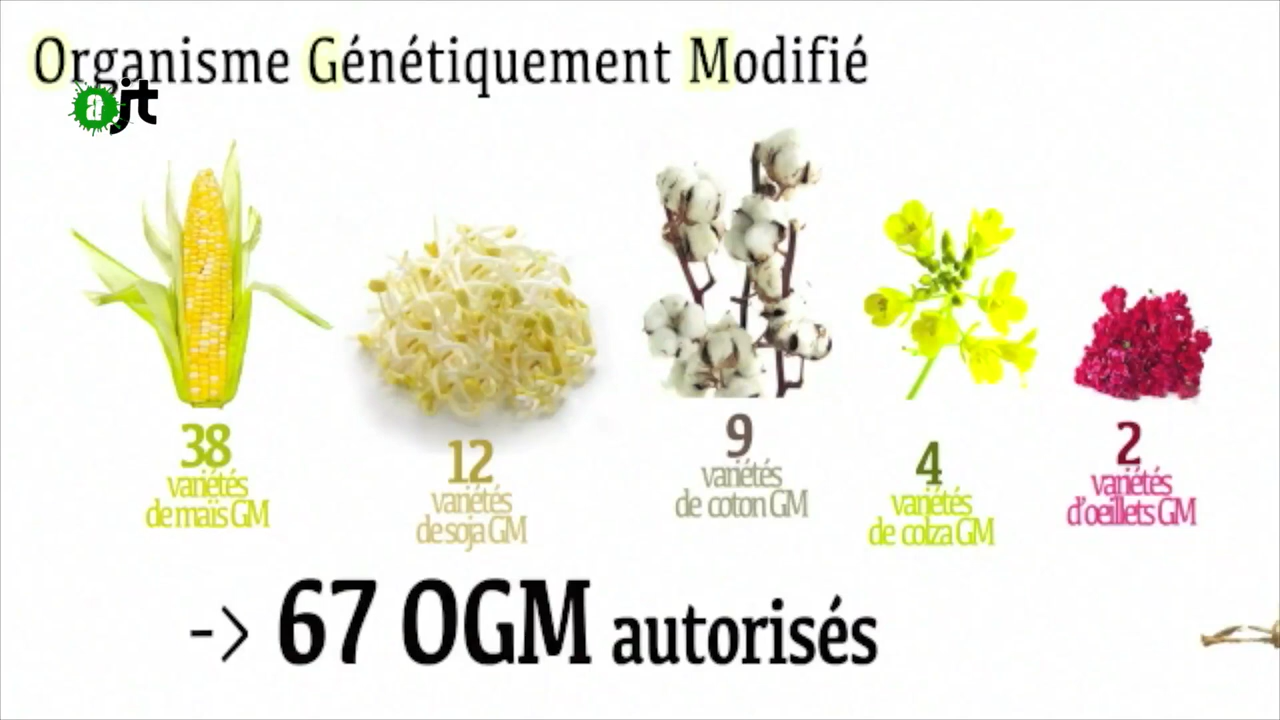 Organisme Génétiquement Modifié
ajt
38
variétés
de maïs GM
12
variétés
de soja GM
9
variétés
de coton GM
4
variétés
de colza GM
2
variétés
d'oeillets GM
-> 67 OGM autorisés